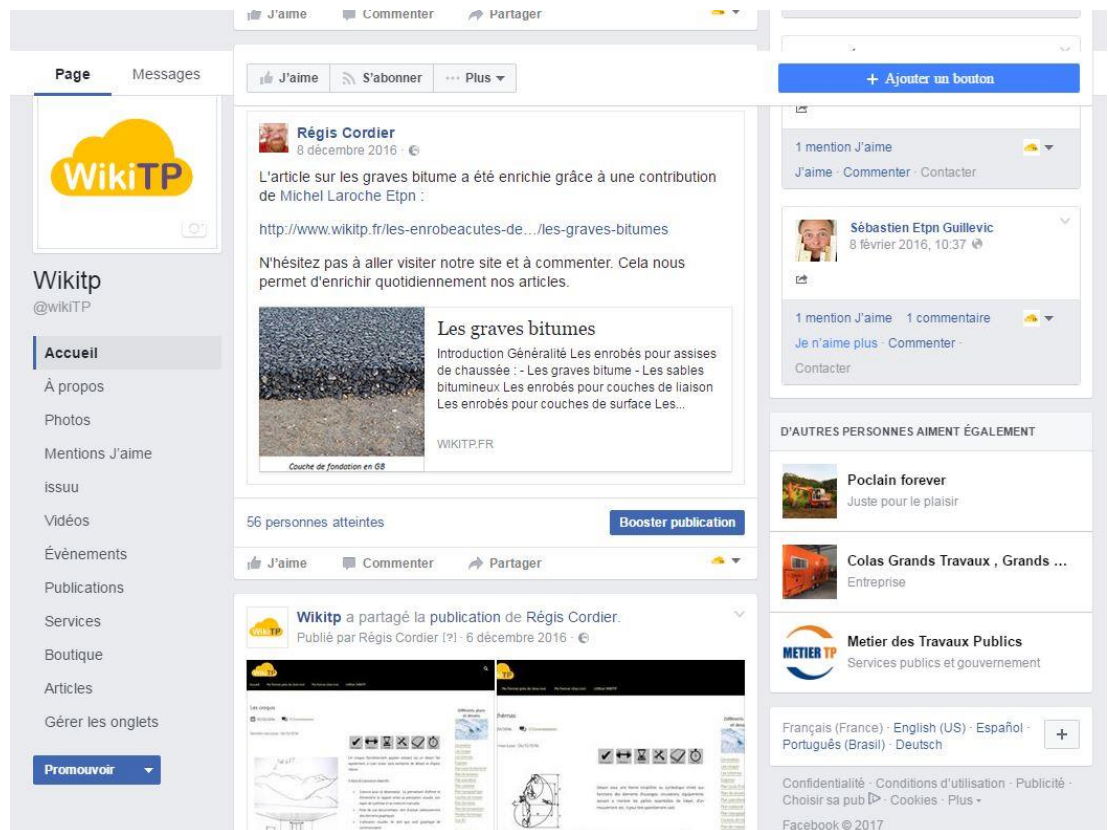 J'aime Commenter Partager
Page Messages
J'aime S'abonner Plus
+ Ajouter un bouton
WikiTP
Wikitp
@wikiTP
Accueil
À propos
Photos
Mentions J'aime
issuu
Vidéos
Évènements
Publications
Services
Boutique
Articles
Gérer les onglets
Promouvoir
Régis Cordier
8 décembre 2016 ·
L'article sur les graves bitume a été enrichie grâce à une contribution
de Michel Laroche Etpn :
http://www.wikitp.fr/les-enrobeacutes-de…/les-graves-bitumes
N'hésitez pas à aller visiter notre site et à commenter. Cela nous
permet d'enrichir quotidiennement nos articles.
Les graves bitumes
Introduction Généralité Les enrobés pour assises
de chaussée : - Les graves bitume - Les sables
bitumineux Les enrobés pour couches de liaison
Les enrobés pour couches de surface Les...
WIKITP.FR
Couche de fondation en GB
56 personnes atteintes
Booster publication
J'aime Commenter Partager
WikiTP
Wikitp a partagé la publication de Régis Cordier.
Publié par Régis Cordier [?] · 6 décembre 2016 ·
Les croquis
1 mention J'aime
J'aime · Commenter · Contacter
Sébastien Etpn Guillevic
8 février 2016, 10:37
1 mention J'aime 1 commentaire
Je n'aime plus · Commenter ·
Contacter
D'AUTRES PERSONNES AIMENT ÉGALEMENT
Poclain forever
Juste pour le plaisir
Colas Grands Travaux , Grands ...
Entreprise
METIER TP
Metier des Travaux Publics
Services publics et gouvernement
Français (France) · English (US) · Español ·
Português (Brasil) · Deutsch
+
Confidentialité · Conditions d'utilisation · Publicité ·
Choisir sa pub · Cookies · Plus
Facebook © 2017